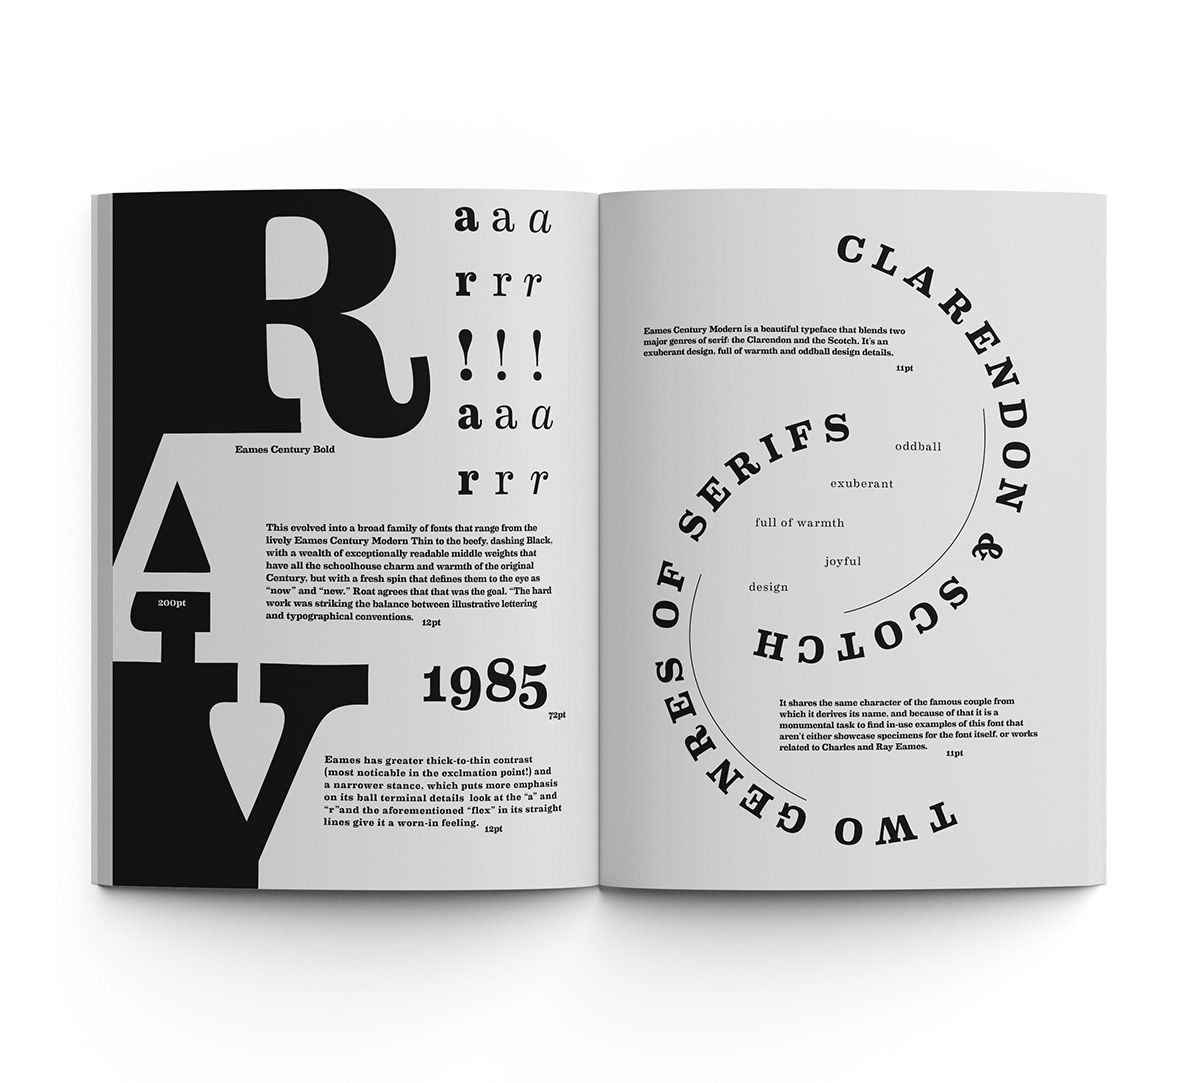 RAY
a a a
r r r
! ! !
a a a
r r r
Eames Century Bold
This evolved into a broad family of fonts that range from the
lively Eames Century Modern Thin to the beefy, dashing Black,
with a wealth of exceptionally readable middle weights that
have all the schoolhouse charm and warmth of the original
Century, but with a fresh spin that defines them to the eye as
“now” and “new.” Roat agrees that that was the goal. “The hard
work was striking the balance between illustrative lettering
and typographical conventions.
12pt
200pt
1985
72pt
Eames has greater thick-to-thin contrast
(most noticable in the exclmation point!) and
a narrower stance, which puts more emphasis
on its ball terminal details  look at the “a” and
“r”and the aforementioned “flex” in its straight
lines give it a worn-in feeling.
12pt
CLARENDON & SCOTCH
Eames Century Modern is a beautiful typeface that blends two
major genres of serif: the Clarendon and the Scotch. It’s an
exuberant design, full of warmth and oddball design details.
11pt
oddball
exuberant
full of warmth
joyful
design
TWO GENRES OF SERIFS
It shares the same character of the famous couple from
which it derives its name, and because of that it is a
monumental task to find in-use examples of this font that
aren’t either showcase specimens for the font itself, or works
related to Charles and Ray Eames.
11pt